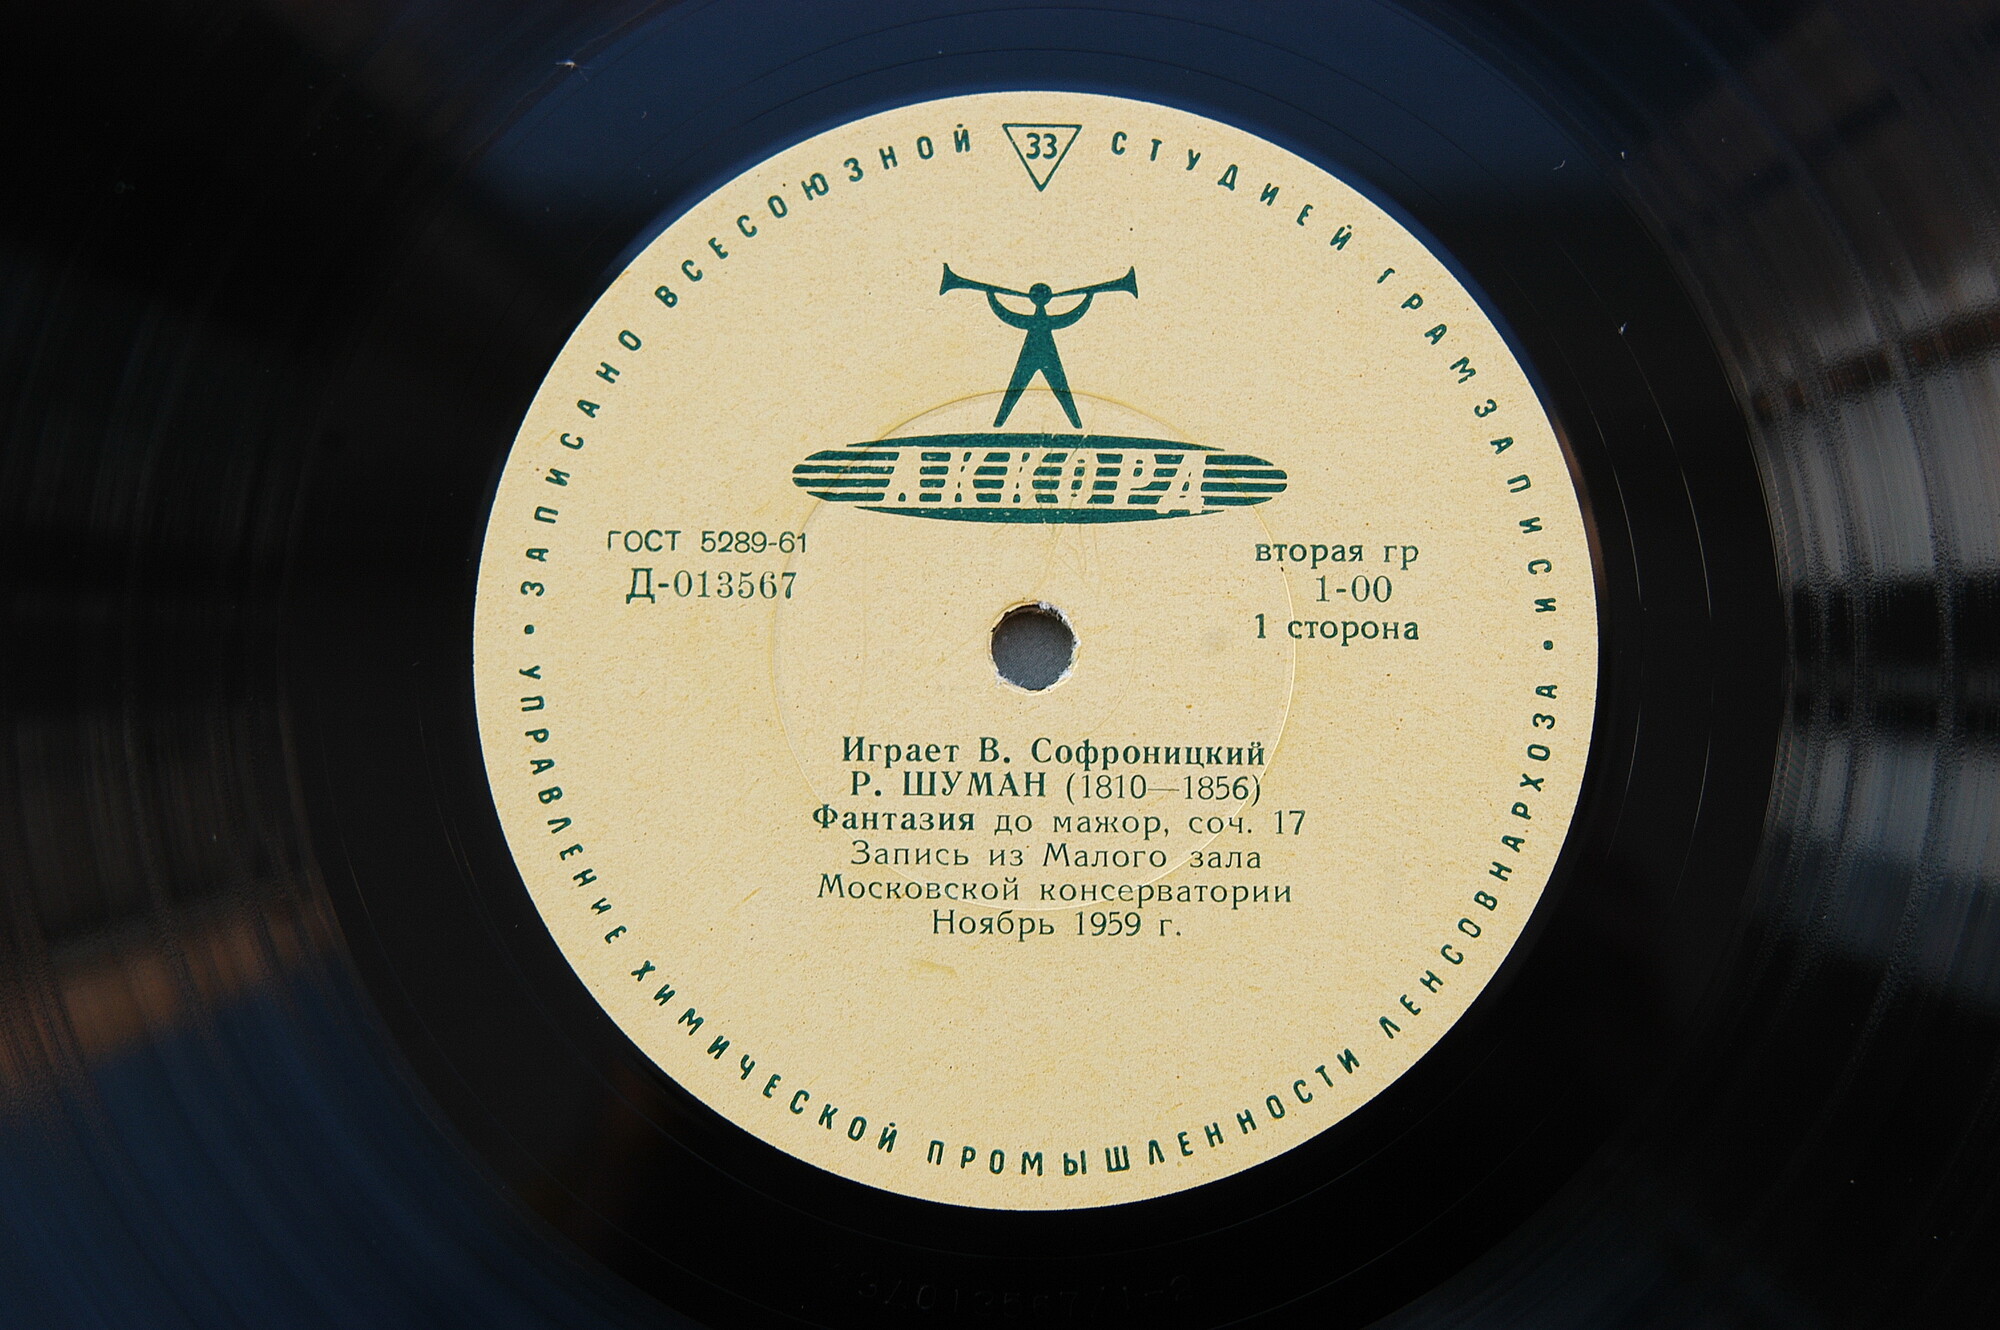 ЗАПИСАНО ВСЕСОЮЗНОЙ 33 СТУДИЕЙ ГРАМЗАПИСИ •
АККОРД
ГОСТ 5289-61
Д-013567
вторая гр
1-00
1 сторона
Играет В. Софроницкий
Р. ШУМАН (1810—1856)
Фантазия до мажор, соч. 17
Запись из Малого зала
Московской консерватории
Ноябрь 1959 г.
УПРАВЛЕНИЕ ХИМИЧЕСКОЙ ПРОМЫШЛЕННОСТИ ЛЕНСОВНАРХОЗА •